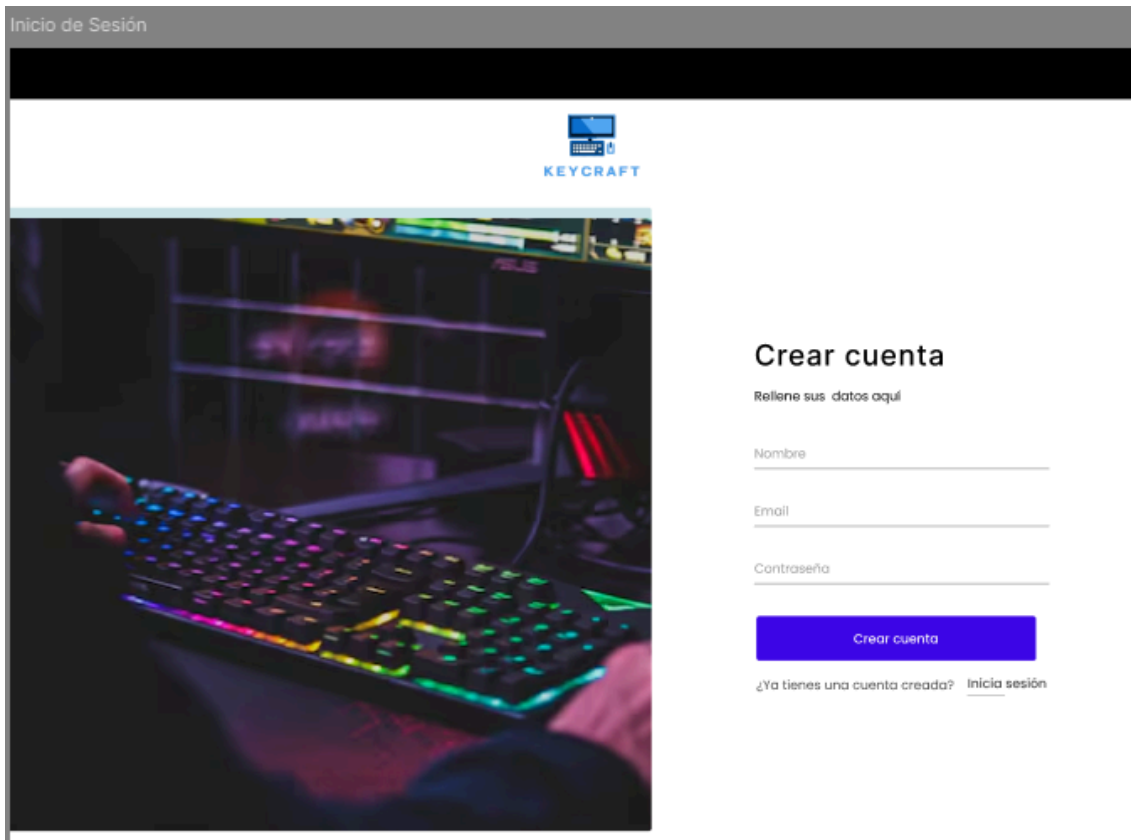 Inicio de Sesión
KEYCRAFT
ASUS
Crear cuenta
Rellene sus  datos aquí
Nombre
Email
Contraseña
Crear cuenta
¿Ya tienes una cuenta creada? Inicia sesión